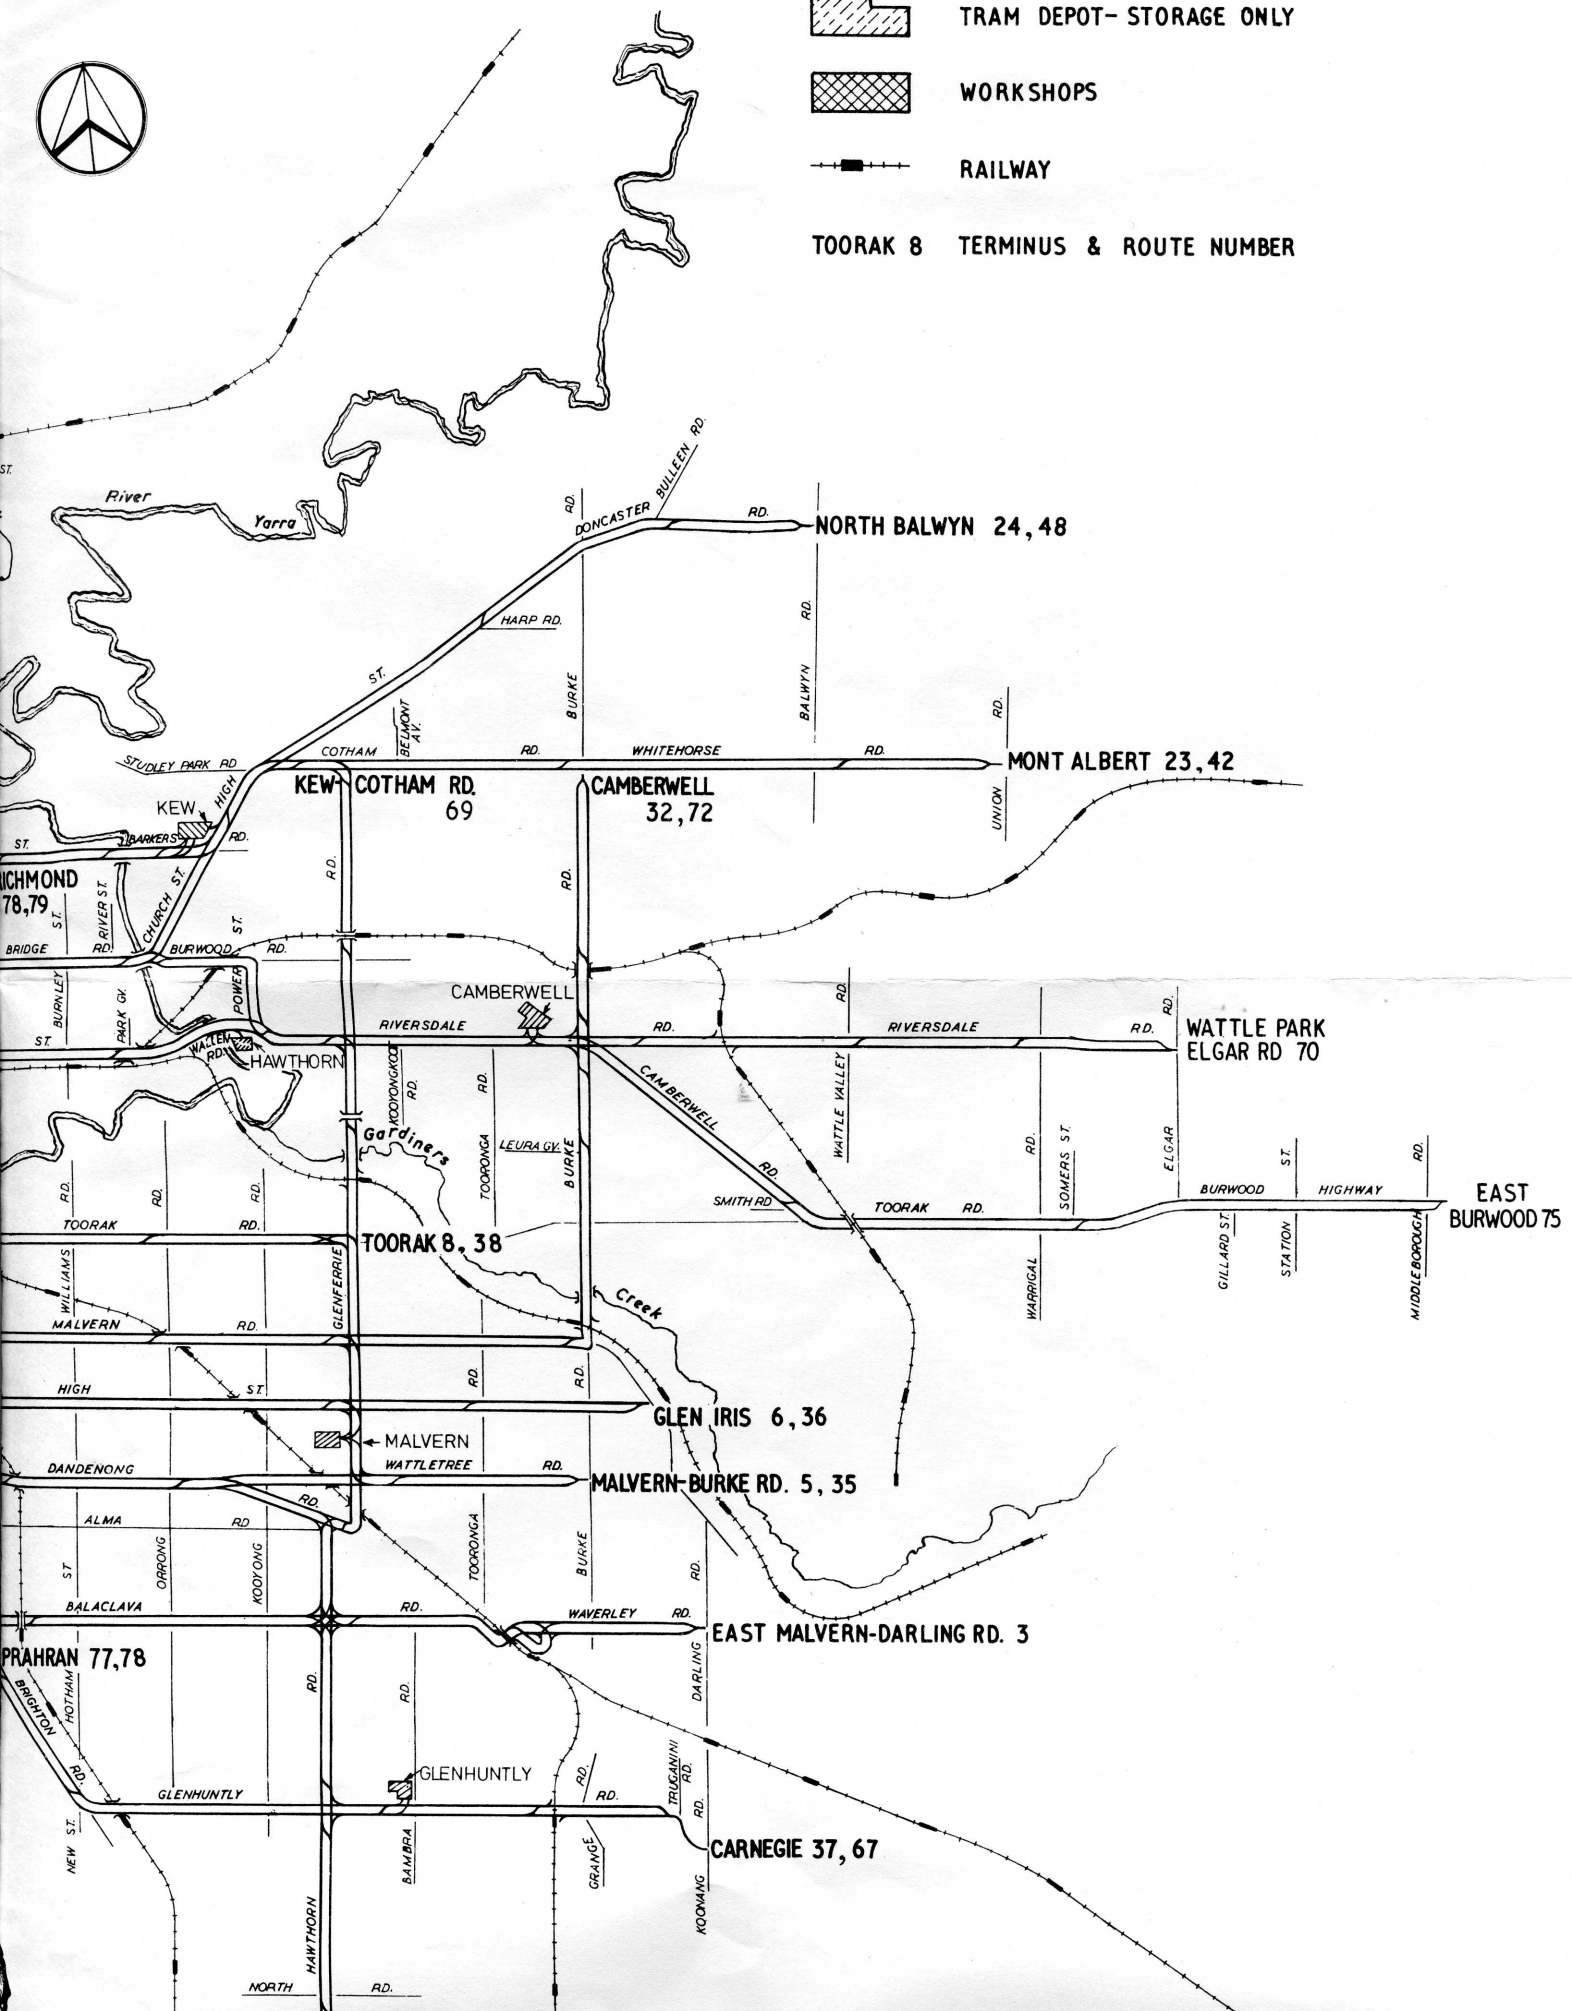 TRAM DEPOT-STORAGE ONLY
WORKSHOPS
RAILWAY
TOORAK 8 TERMINUS & ROUTE NUMBER
ST.
River
Yarra
RD.
DONCASTER
BULLEEN RD.
RD.
NORTH BALWYN 24,48
HARP RD.
ST.
BURKE
BALWYN RD.
BELMONT
AV.
UNION RD.
STUDLEY PARK RD
HIGH
COTHAM RD.
WHITEHORSE RD.
MONT ALBERT 23,42
KEW-COTHAM RD.
69
CAMBERWELL
32,72
KEW
ST.
BARKERS RD.
RICHMOND
78,79
RIVER ST.
CHURCH ST.
RD.
RD.
BRIDGE RD.
BURWOOD RD.
BURNLEY ST.
PARK GV.
POWER ST.
CAMBERWELL
ST.
WALLEN
RD.
HAWTHORN
RIVERSDALE RD.
RIVERSDALE RD.
WATTLE PARK
ELGAR RD 70
KOOYONGKOOT
RD.
TOORONGA RD.
CAMBERWELL RD.
WATTLE VALLEY RD.
WARRIGAL RD.
SOMERS ST.
ELGAR RD.
Gardiners
LEURA GV.
BURKE
SMITH RD
TOORAK RD.
BURWOOD HIGHWAY
EAST
BURWOOD 75
GILLARD ST.
STATION ST.
MIDDLEBOROUGH RD.
TOORAK RD.
TOORAK 8, 38
WILLIAMS RD.
RD.
RD.
GLENFERRIE
Creek
MALVERN RD.
RD.
RD.
HIGH ST.
GLEN IRIS 6,36
MALVERN
DANDENONG
WATTLETREE RD.
MALVERN-BURKE RD. 5,35
RD.
ALMA RD
ST
ORRONG
KOOYONG
TOORONGA
BURKE
RD.
BALACLAVA RD.
WAVERLEY RD.
EAST MALVERN-DARLING RD. 3
PRAHRAN 77,78
BRIGHTON RD.
HOTHAM
RD.
RD.
DARLING
GLENHUNTLY
GLENHUNTLY RD.
RD.
TRUGANINI
RD.
RD.
CARNEGIE 37,67
NEW ST.
BAMBRA
GRANGE
KOONANG
HAWTHORN
NORTH RD.